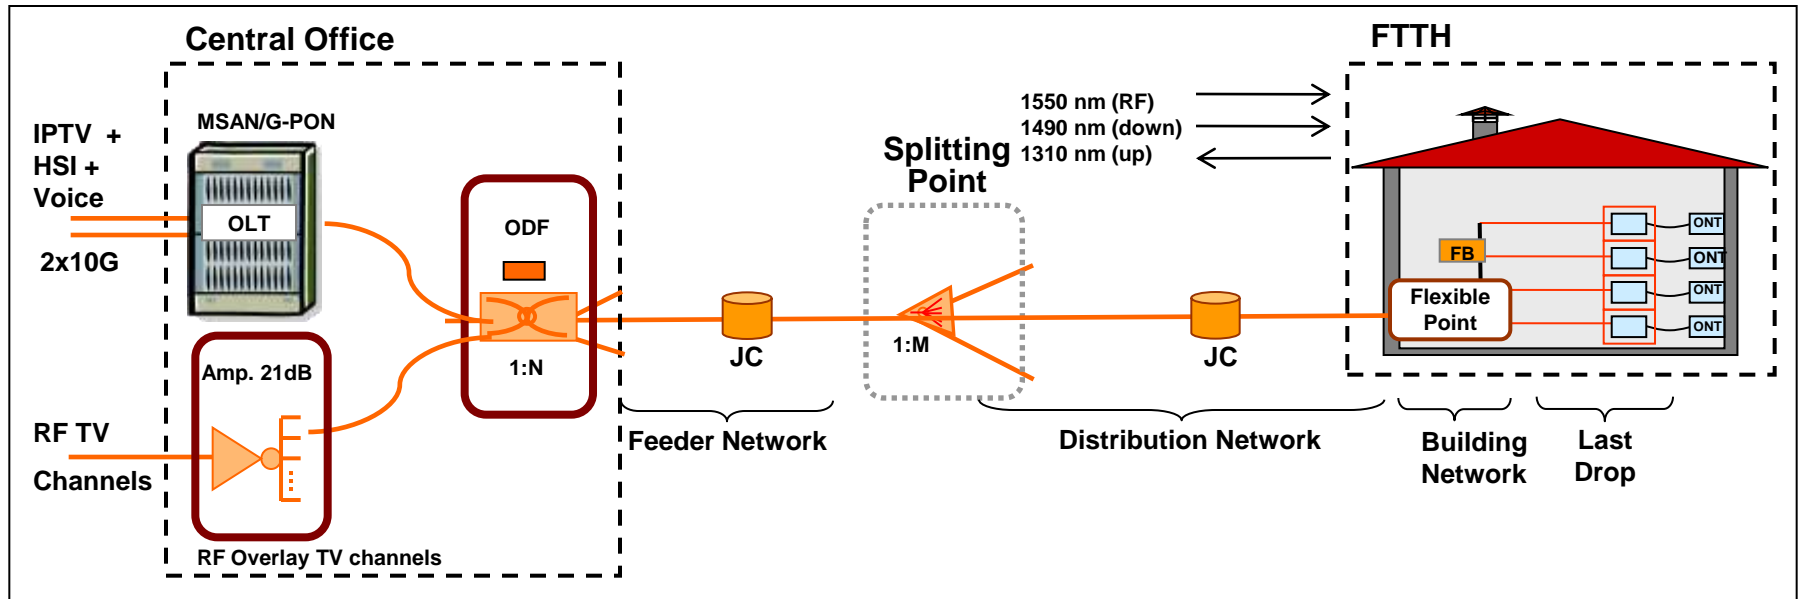 Central Office
FTTH
MSAN/G-PON
IPTV +
HSI +
Voice
OLT
2x10G
ODF
1:N
Amp. 21dB
RF TV
Channels
RF Overlay TV channels
JC
Feeder Network
Splitting
Point
1:M
1550 nm (RF)
1490 nm (down)
1310 nm (up)
JC
Distribution Network
FB
Flexible
Point
ONT
ONT
ONT
ONT
Building
Network
Last
Drop